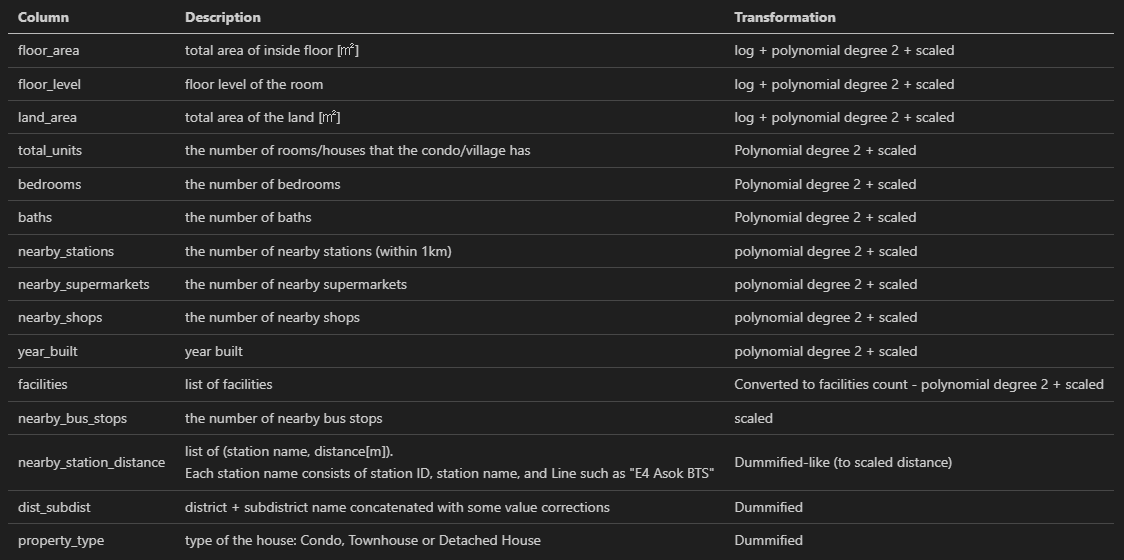 Column Description Transformation
floor_area total area of inside floor [㎡] log + polynomial degree 2 + scaled
floor_level floor level of the room log + polynomial degree 2 + scaled
land_area total area of the land [㎡] log + polynomial degree 2 + scaled
total_units the number of rooms/houses that the condo/village has Polynomial degree 2 + scaled
bedrooms the number of bedrooms Polynomial degree 2 + scaled
baths the number of baths Polynomial degree 2 + scaled
nearby_stations the number of nearby stations (within 1km) polynomial degree 2 + scaled
nearby_supermarkets the number of nearby supermarkets polynomial degree 2 + scaled
nearby_shops the number of nearby shops polynomial degree 2 + scaled
year_built year built polynomial degree 2 + scaled
facilities list of facilities Converted to facilities count - polynomial degree 2 + scaled
nearby_bus_stops the number of nearby bus stops scaled
nearby_station_distance list of (station name, distance[m]). Dummified-like (to scaled distance)
Each station name consists of station ID, station name, and Line such as "E4 Asok BTS"
dist_subdist district + subdistrict name concatenated with some value corrections Dummified
property_type type of the house: Condo, Townhouse or Detached House Dummified